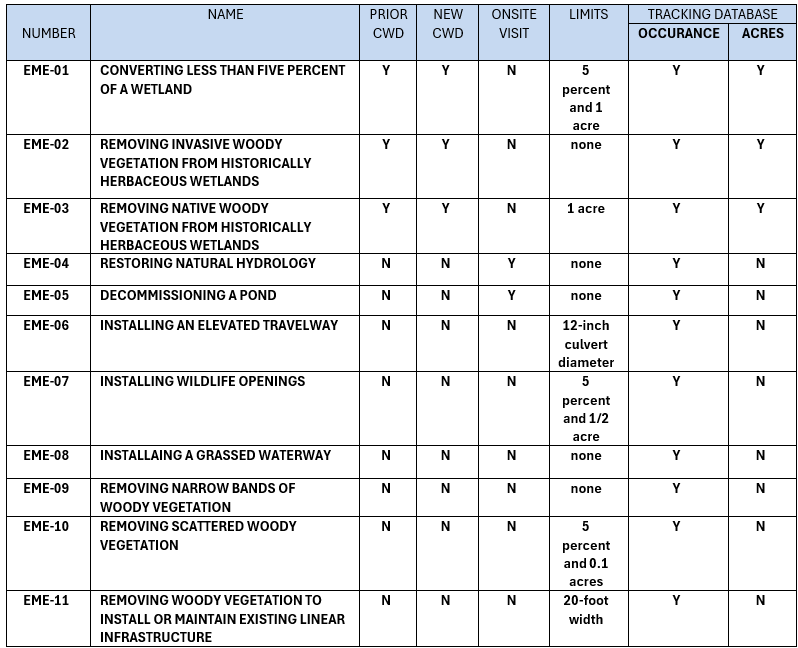 NUMBER NAME PRIOR CWD NEW CWD ONSITE VISIT LIMITS TRACKING DATABASE
OCCURANCE ACRES
EME-01 CONVERTING LESS THAN FIVE PERCENT Y Y N 5 Y Y
OF A WETLAND percent
and 1
acre
EME-02 REMOVING INVASIVE WOODY Y Y N none Y Y
VEGETATION FROM HISTORICALLY
HERBACEOUS WETLANDS
EME-03 REMOVING NATIVE WOODY Y Y N 1 acre Y Y
VEGETATION FROM HISTORICALLY
HERBACEOUS WETLANDS
EME-04 RESTORING NATURAL HYDROLOGY N N Y none Y N
EME-05 DECOMMISSIONING A POND N N Y none Y N
EME-06 INSTALLING AN ELEVATED TRAVELWAY N N N 12-inch Y N
culvert
diameter
EME-07 INSTALLING WILDLIFE OPENINGS N N N 5 Y N
percent
and 1/2
acre
EME-08 INSTALLAING A GRASSED WATERWAY N N N none Y N
EME-09 REMOVING NARROW BANDS OF N N N none Y N
WOODY VEGETATION
EME-10 REMOVING SCATTERED WOODY N N N 5 Y N
VEGETATION percent
and 0.1
acres
EME-11 REMOVING WOODY VEGETATION TO N N N 20-foot Y N
INSTALL OR MAINTAIN EXISTING LINEAR width
INFRASTRUCTURE